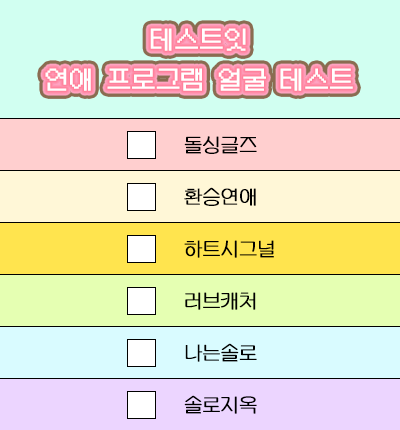 테스트잇
연애 프로그램 얼굴 테스트
돌싱글즈
환승연애
하트시그널
러브캐처
나는솔로
솔로지옥